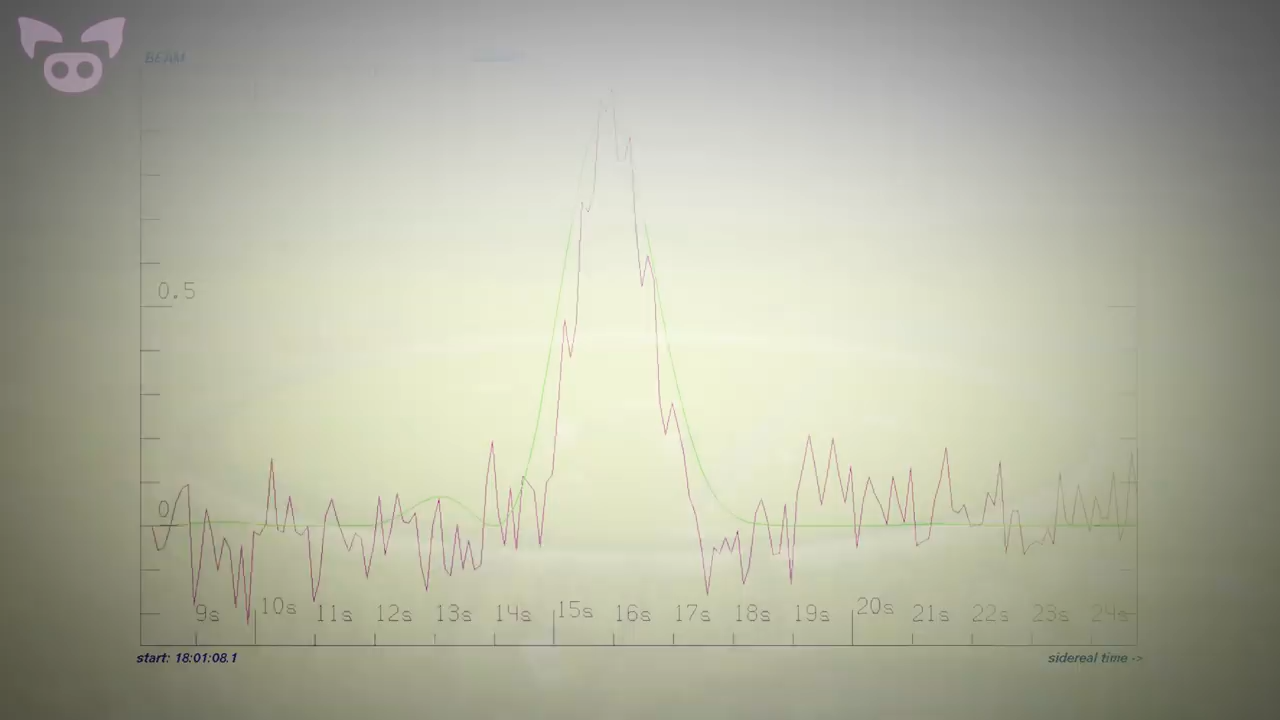 BEAM
0.5
0
9s 10s 11s 12s 13s 14s 15s 16s 17s 18s 19s 20s 21s 22s 23s 24s
start: 18:01:08.1 sidereal time ->